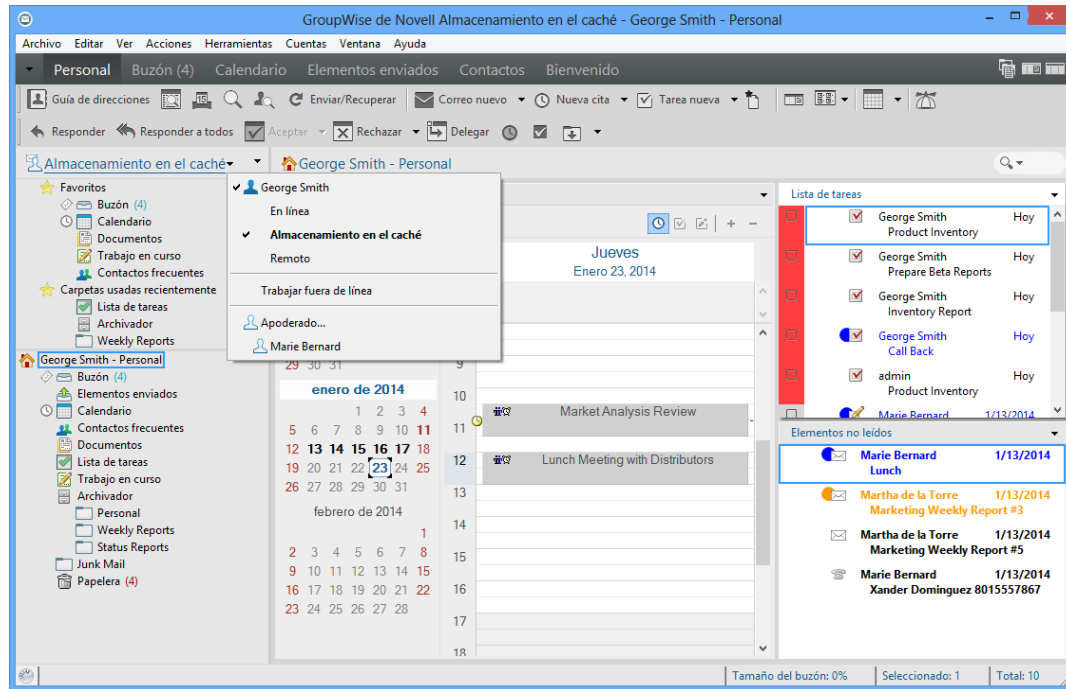 GroupWise de Novell Almacenamiento en el caché - George Smith - Personal
Archivo Editar Ver Acciones Herramientas Cuentas Ventana Ayuda
Personal Buzón (4) Calendario Elementos enviados Contactos Bienvenido
Guía de direcciones Enviar/Recuperar Correo nuevo Nueva cita Tarea nueva
Responder Responder a todos Aceptar Rechazar Delegar
Almacenamiento en el caché
George Smith - Personal
Favoritos
Buzón (4)
Calendario
Documentos
Trabajo en curso
Contactos frecuentes
Carpetas usadas recientemente
Lista de tareas
Archivador
Weekly Reports
George Smith - Personal
Buzón (4)
Elementos enviados
Calendario
Contactos frecuentes
Documentos
Lista de tareas
Trabajo en curso
Archivador
Personal
Weekly Reports
Status Reports
Junk Mail
Papelera (4)
George Smith
En línea
Almacenamiento en el caché
Remoto
Trabajar fuera de línea
Apoderado...
Marie Bernard
29 30 31
enero de 2014
1 2 3 4
5 6 7 8 9 10 11
12 13 14 15 16 17 18
19 20 21 22 23 24 25
26 27 28 29 30 31
febrero de 2014
1
2 3 4 5 6 7 8
9 10 11 12 13 14 15
16 17 18 19 20 21 22
23 24 25 26 27 28
Jueves
Enero 23, 2014
9
10
11
12
13
14
15
16
17
18
Market Analysis Review
Lunch Meeting with Distributors
Lista de tareas
George Smith Hoy
Product Inventory
George Smith Hoy
Prepare Beta Reports
George Smith Hoy
Inventory Report
George Smith Hoy
Call Back
admin Hoy
Product Inventory
Marie Bernard 1/13/2014
Elementos no leídos
Marie Bernard 1/13/2014
Lunch
Martha de la Torre 1/13/2014
Marketing Weekly Report #3
Martha de la Torre 1/13/2014
Marketing Weekly Report #5
Marie Bernard 1/13/2014
Xander Dominguez 8015557867
Tamaño del buzón: 0% Seleccionado: 1 Total: 10